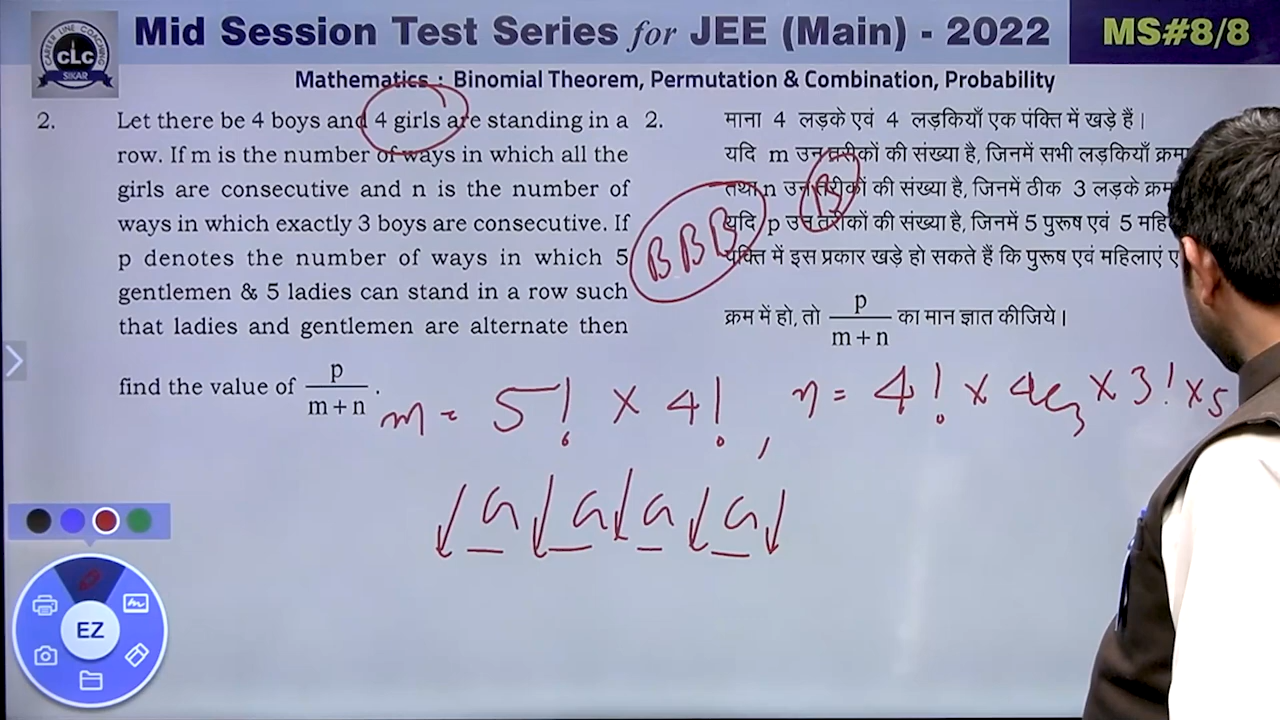 CAREER LINE COACHING
CLC
SIKAR
Mid Session Test Series for JEE (Main) - 2022
MS#8/8
Mathematics : Binomial Theorem, Permutation & Combination, Probability
2.
Let there be 4 boys and 4 girls are standing in a
row. If m is the number of ways in which all the
girls are consecutive and n is the number of
ways in which exactly 3 boys are consecutive. If
p denotes the number of ways in which 5
gentlemen & 5 ladies can stand in a row such
that ladies and gentlemen are alternate then
find the value of p/(m+n).
2.
माना 4 लड़के एवं 4 लड़कियाँ एक पंक्ति में खड़े हैं।
यदि m उन तरीकों की संख्या है, जिनमें सभी लड़कियाँ
तथा n उन तरीकों की संख्या है, जिनमें ठीक 3 लड़के
यदि p उन तरीकों की संख्या है, जिनमें 5 पुरूष एवं 5
पंक्ति में इस प्रकार खड़े हो सकते हैं कि पुरूष एवं महिलाएं
क्रम में हो, तो p/(m+n) का मान ज्ञात कीजिये।
B B B
B
m = 5! × 4! , n = 4! × 4c3 × 3! × 5
↓ G ↓ G ↓ G ↓ G ↓
EZ